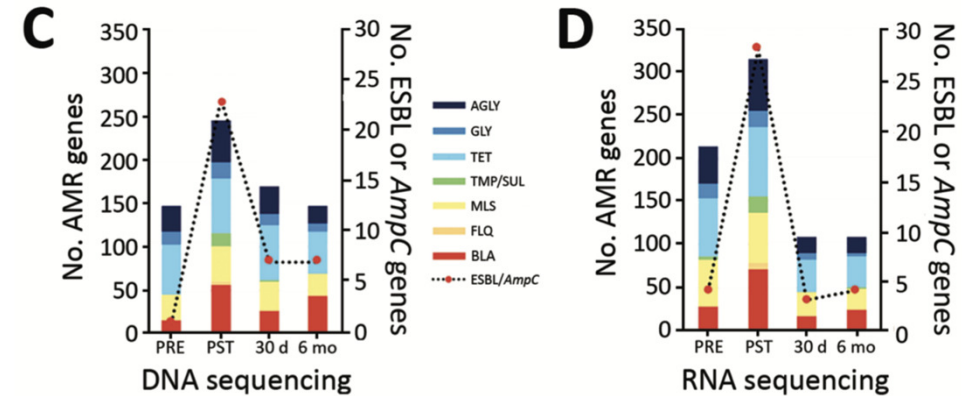 C
No. AMR genes
350
300
250
200
150
100
50
0
30
25
20
15
10
5
0
No. ESBL or AmpC genes
PRE PST 30 d 6 mo
DNA sequencing
AGLY
GLY
TET
TMP/SUL
MLS
FLQ
BLA
ESBL/AmpC
D
No. AMR genes
350
300
250
200
150
100
50
0
30
25
20
15
10
5
0
No. ESBL or AmpC genes
PRE PST 30 d 6 mo
RNA sequencing